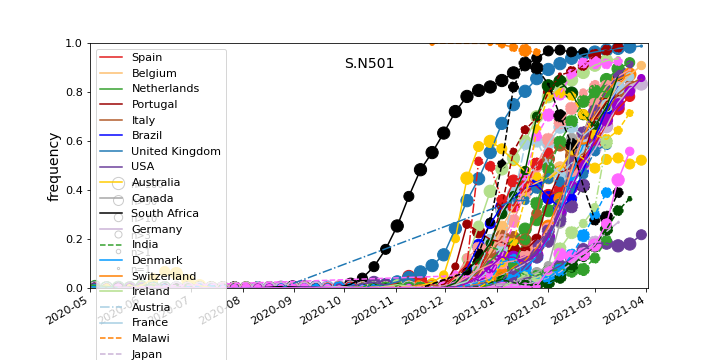 S.N501
frequency
1.0
0.8
0.6
0.4
0.2
0.0
Spain
Belgium
Netherlands
Portugal
Italy
Brazil
United Kingdom
USA
Australia
Canada
South Africa
Germany
India
Denmark
Switzerland
Ireland
Austria
France
Malawi
Japan
2020-05
2020-06
2020-07
2020-08
2020-09
2020-10
2020-11
2020-12
2021-01
2021-02
2021-03
2021-04